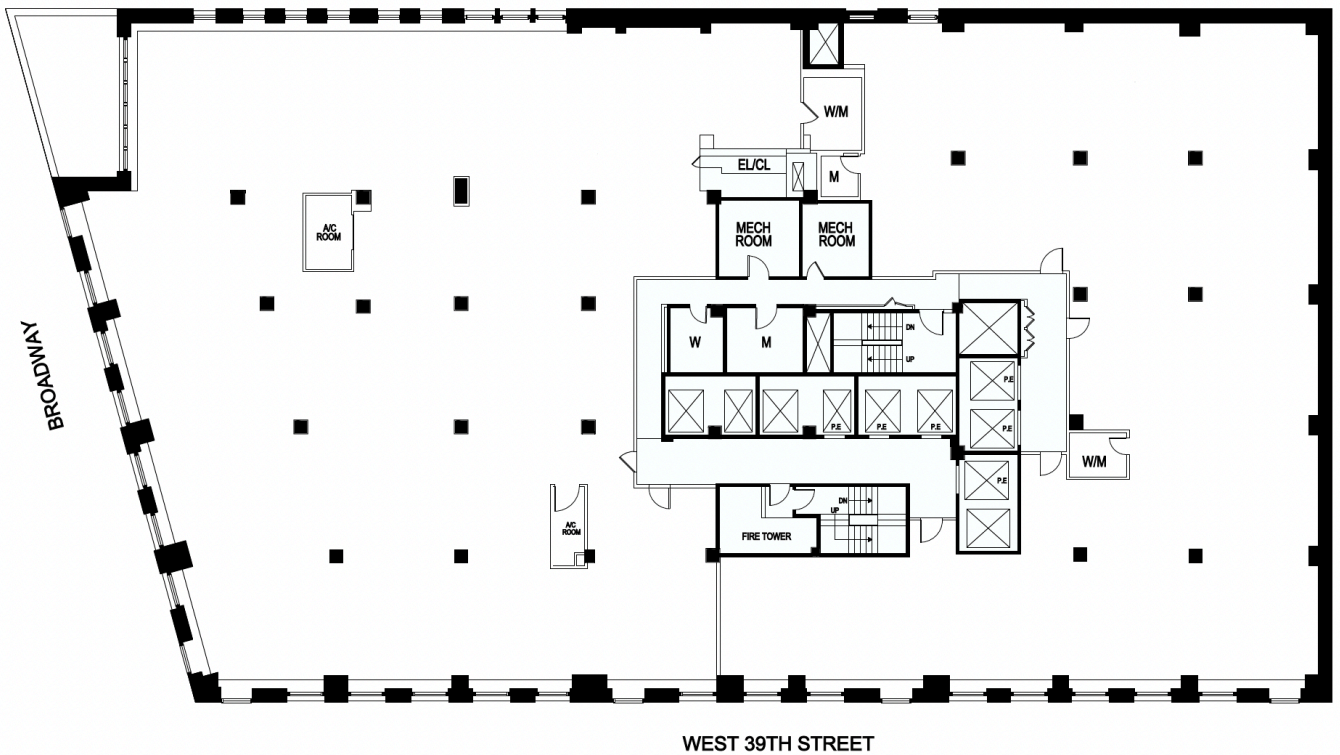 W/M
EL/CL
M
A/C
ROOM
MECH
ROOM
MECH
ROOM
BROADWAY
W
M
DN
UP
P.E
P.E
P.E
P.E
P.E
W/M
P.E
A/C
ROOM
DN
UP
FIRE TOWER
WEST 39TH STREET